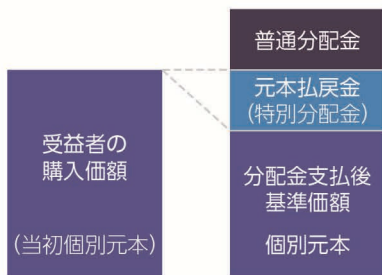 受益者の
購入価額
(当初個別元本)
普通分配金
元本払戻金
(特別分配金)
分配金支払後
基準価額
個別元本